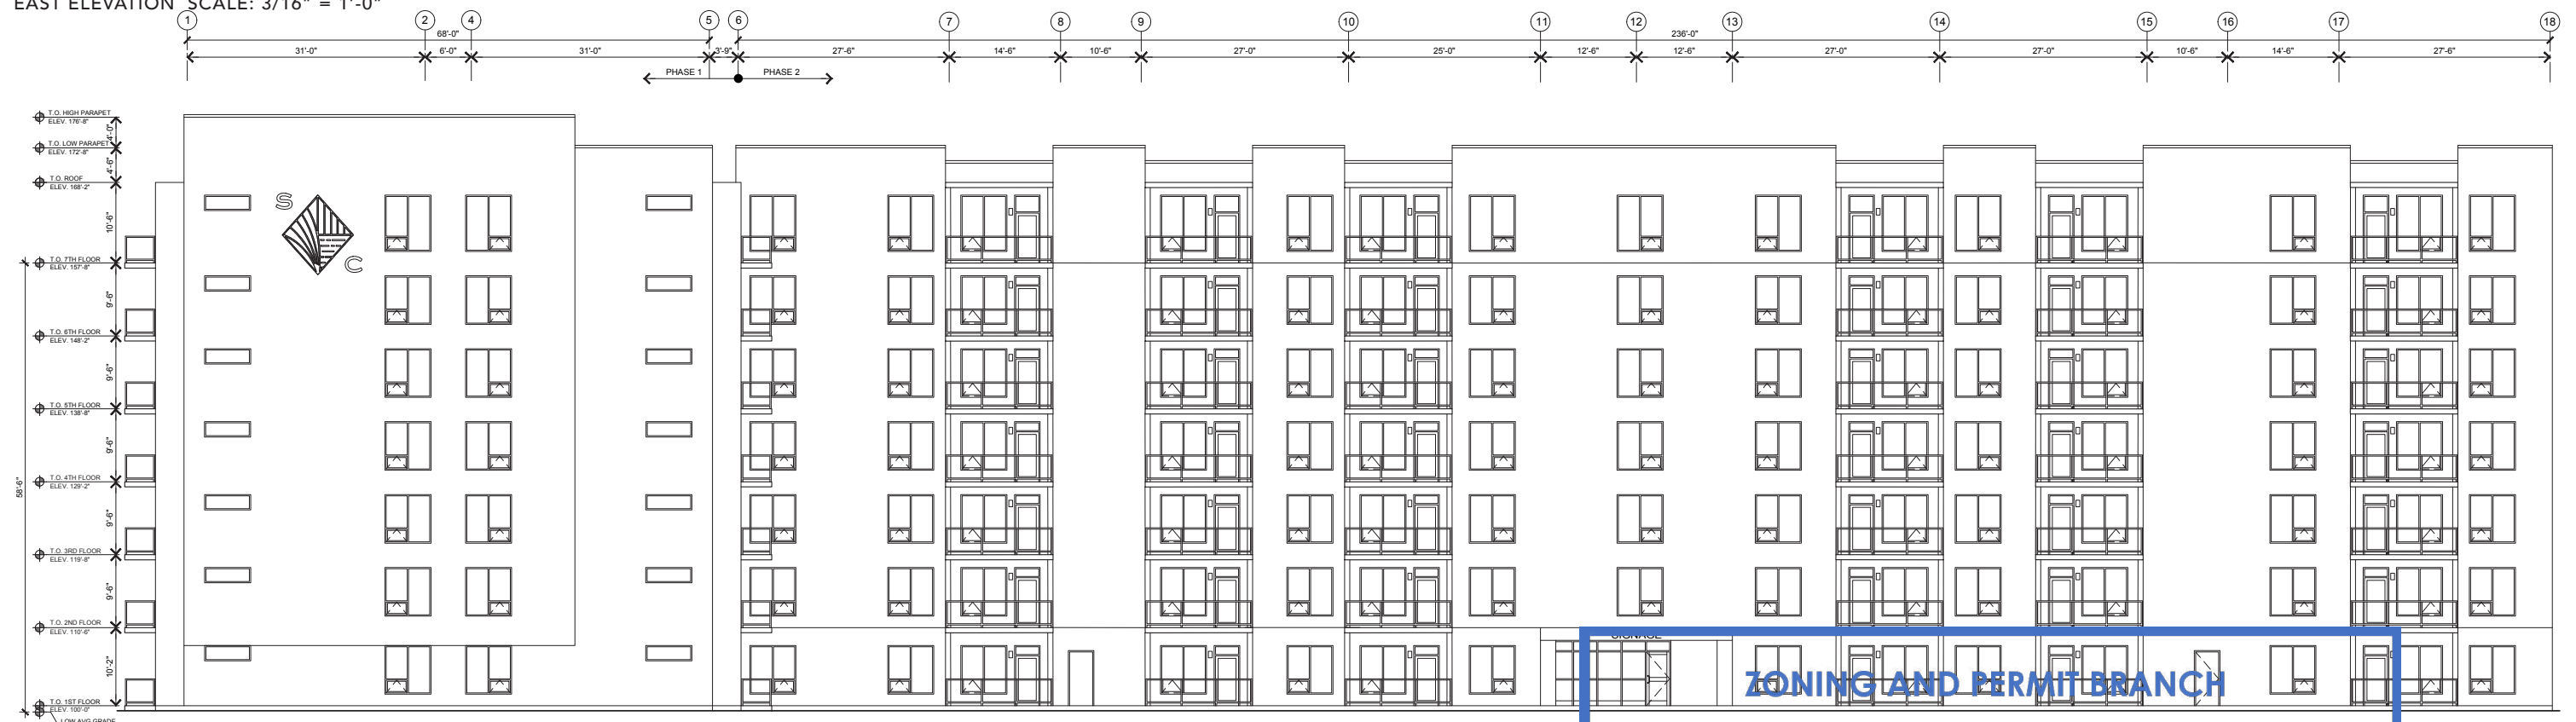 EAST ELEVATION SCALE: 3/16" = 1'-0"
1 2 4 5 6 7 8 9 10 11 12 13 14 15 16 17 18
68'-0" 236'-0"
31'-0" 6'-0" 31'-0" 3'-9" 27'-6" 14'-6" 10'-6" 27'-0" 25'-0" 12'-6" 12'-6" 27'-0" 27'-0" 10'-6" 14'-6" 27'-6"
PHASE 1 PHASE 2
T.O. HIGH PARAPET
ELEV. 176'-8"
4'-0"
T.O. LOW PARAPET
ELEV. 172'-8"
4'-6"
T.O. ROOF
ELEV. 168'-2"
S
C
10'-6"
T.O. 7TH FLOOR
ELEV. 157'-8"
9'-6"
T.O. 6TH FLOOR
ELEV. 148'-2"
9'-6"
T.O. 5TH FLOOR
ELEV. 138'-8"
9'-6"
T.O. 4TH FLOOR
ELEV. 129'-2"
58'-6"
9'-6"
T.O. 3RD FLOOR
ELEV. 119'-8"
9'-6"
T.O. 2ND FLOOR
ELEV. 110'-6"
SIGNAGE
10'-2"
ZONING AND PERMIT BRANCH
T.O. 1ST FLOOR
ELEV. 100'-0"
LOW AVG GRADE